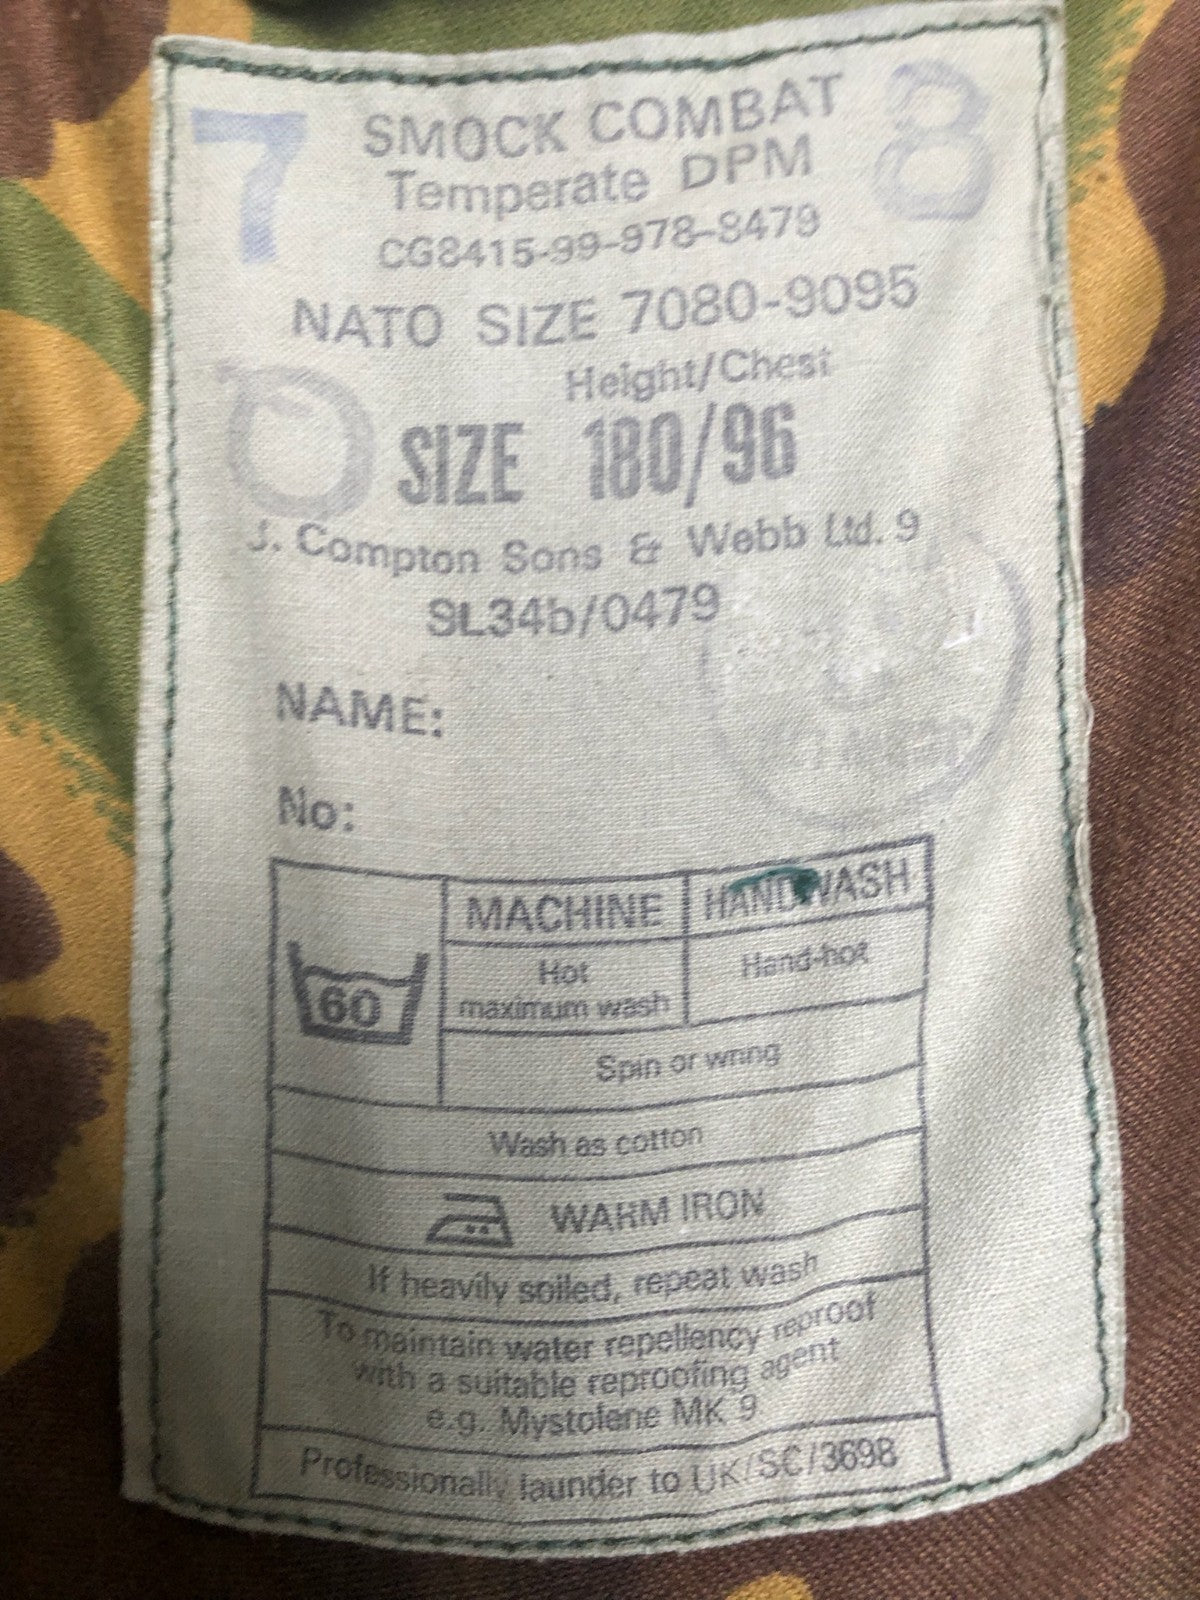 7 SMOCK COMBAT 8
Temperate DPM
CG8415-99-978-8479
NATO SIZE 7080-9095
Height/Chest
SIZE 180/96
J. Compton Sons & Webb Ltd. 9
SL34b/0479
NAME:
No:
MACHINE HANDWASH
60 Hot Hand-hot
maximum wash
Spin or wring
Wash as cotton
WARM IRON
If heavily soiled, repeat wash
To maintain water repellency reproof
with a suitable reproofing agent
e.g. Mystolene MK 9
Professionally launder to UK/SC/3698